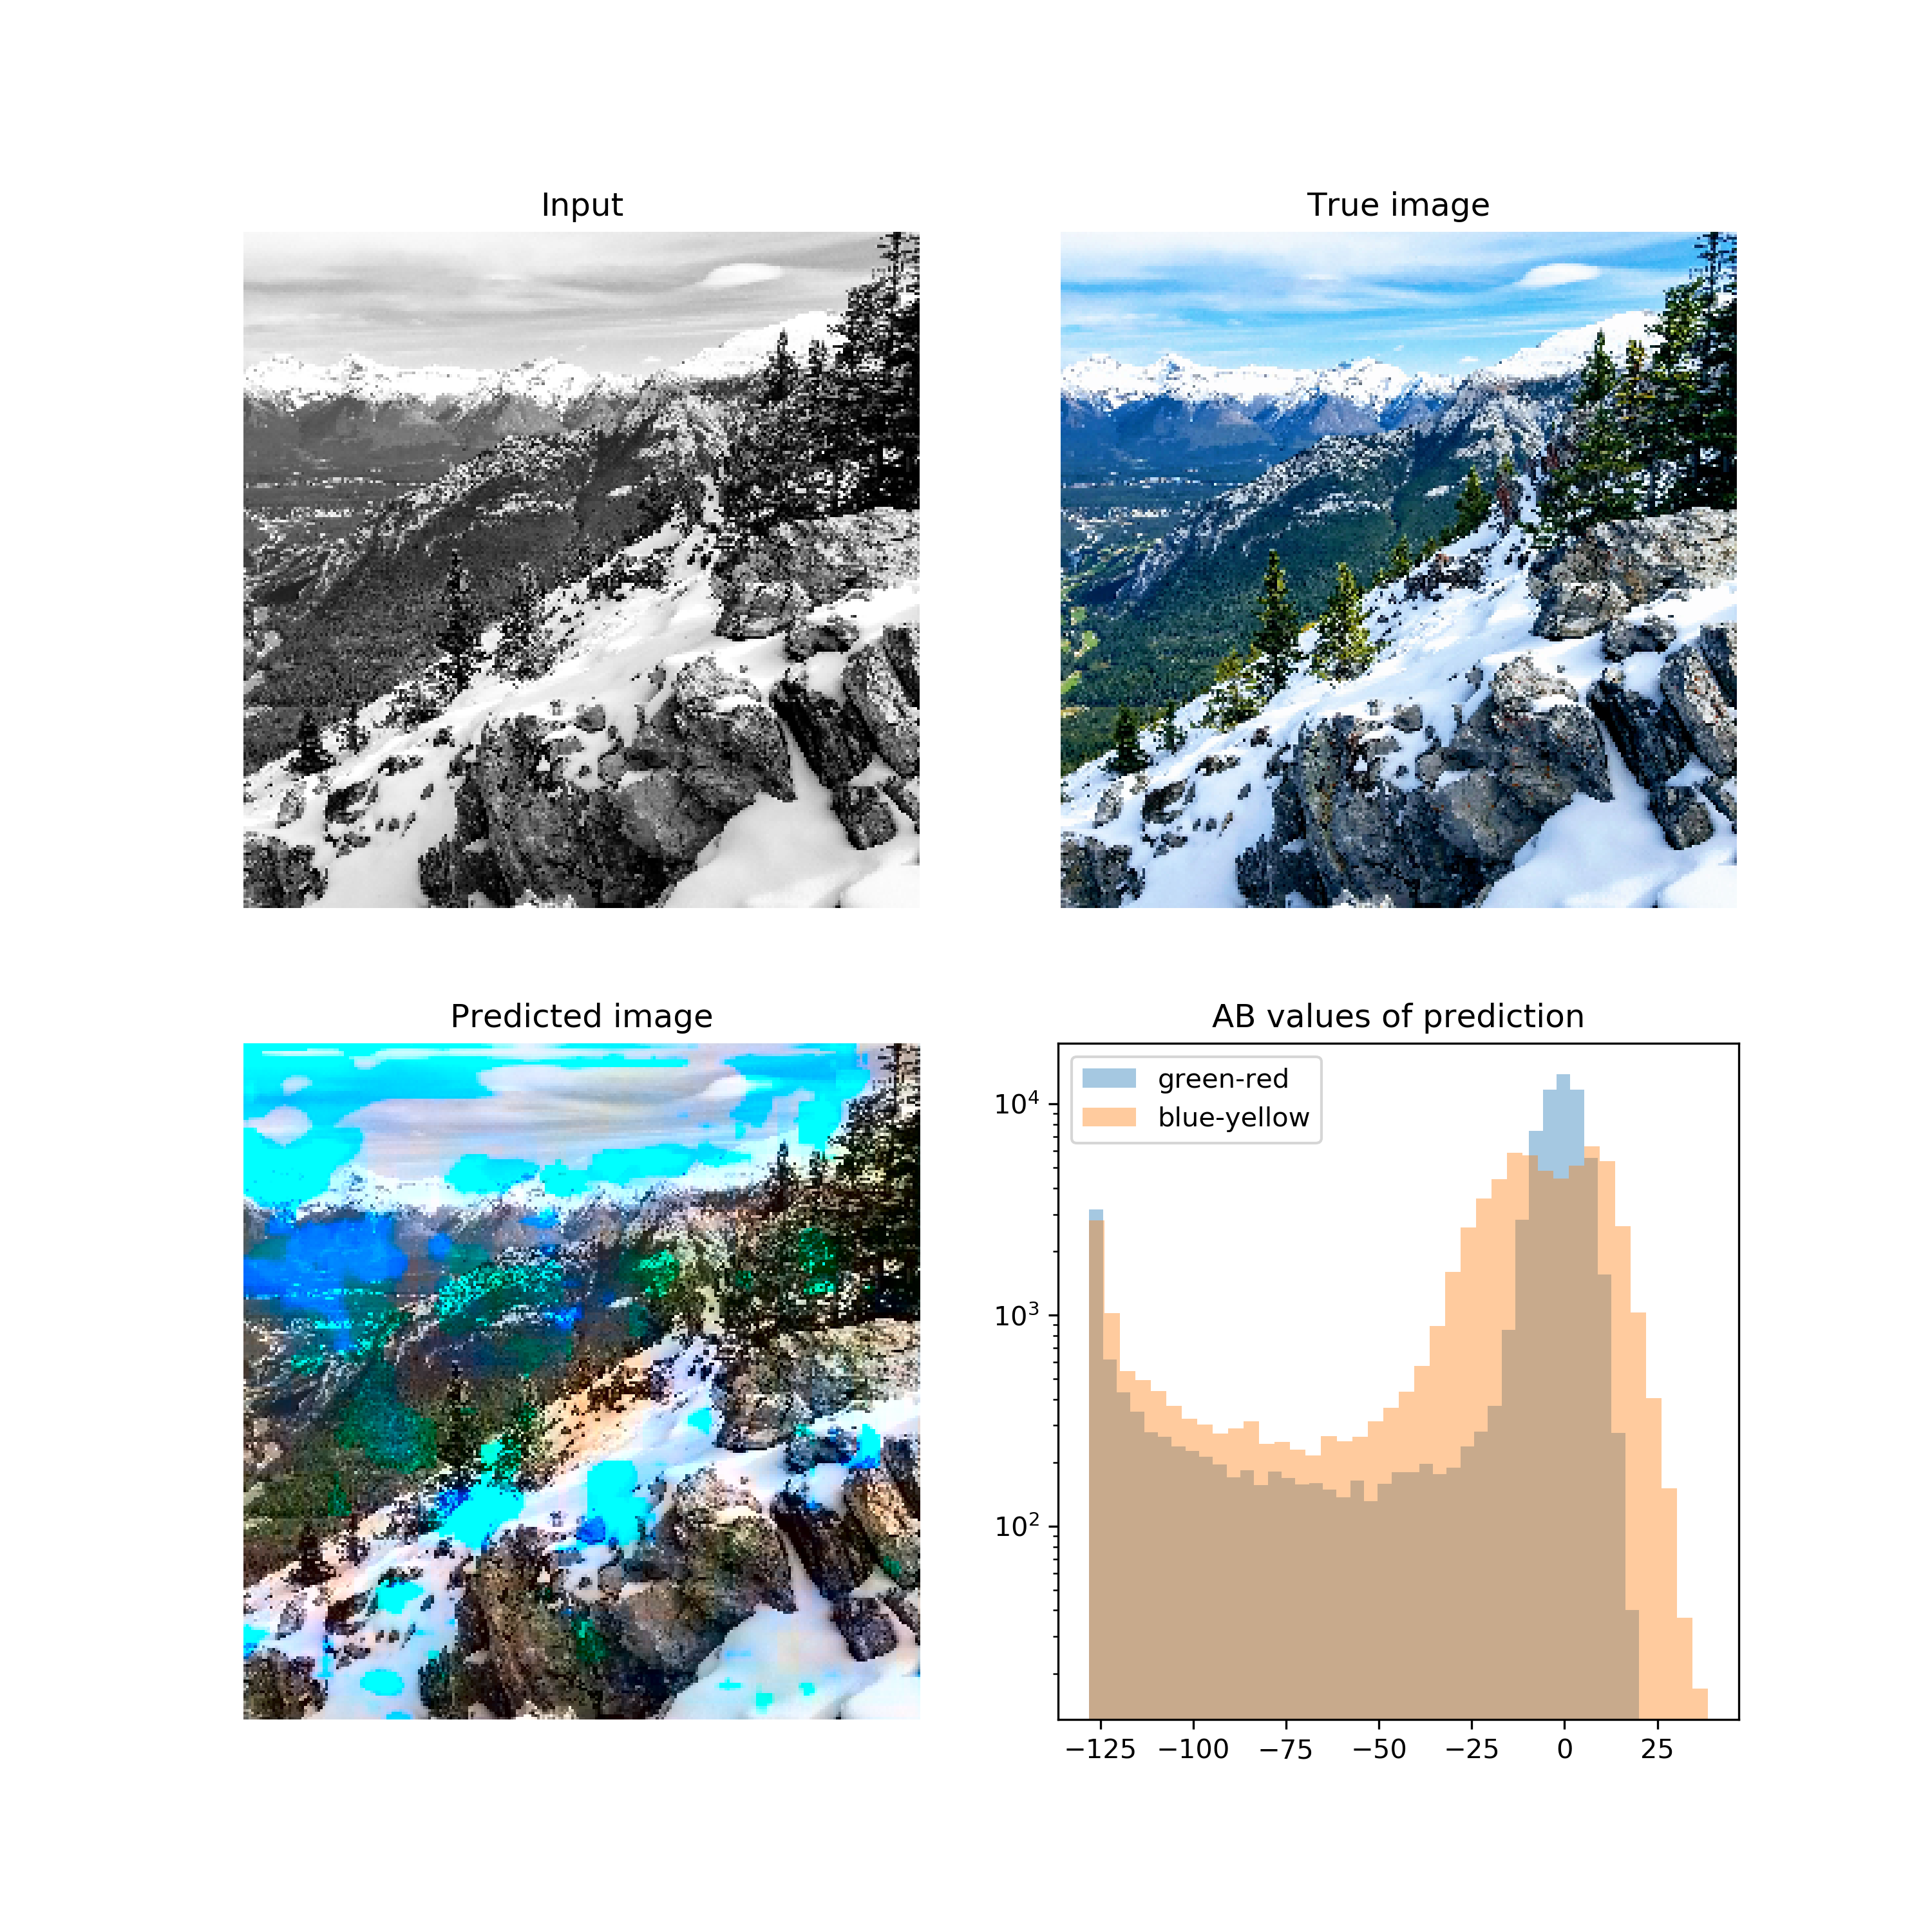 Input
True image
Predicted image
AB values of prediction
green-red
blue-yellow
10⁴
10³
10²
−125
−100
−75
−50
−25
0
25